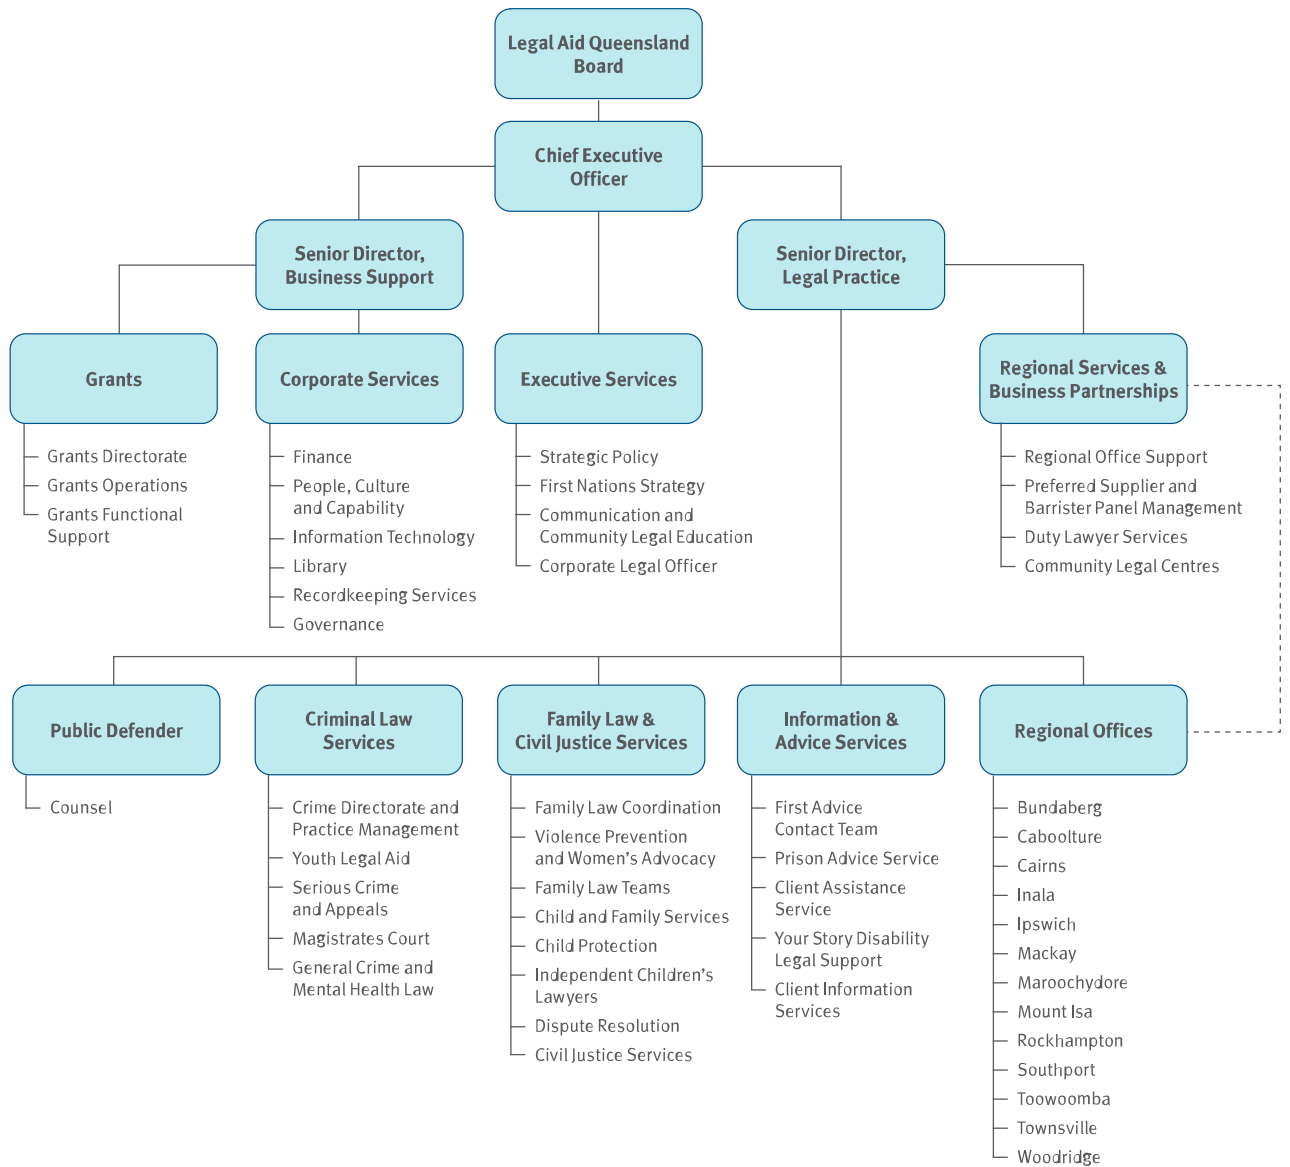 Legal Aid Queensland
Board
Chief Executive
Officer
Senior Director,
Business Support
Senior Director,
Legal Practice
Grants
Corporate Services
Executive Services
Regional Services &
Business Partnerships
Grants Directorate
Grants Operations
Grants Functional
Support
Finance
People, Culture
and Capability
Information Technology
Library
Recordkeeping Services
Governance
Strategic Policy
First Nations Strategy
Communication and
Community Legal Education
Corporate Legal Officer
Regional Office Support
Preferred Supplier and
Barrister Panel Management
Duty Lawyer Services
Community Legal Centres
Public Defender
Criminal Law
Services
Family Law &
Civil Justice Services
Information &
Advice Services
Regional Offices
Counsel
Crime Directorate and
Practice Management
Youth Legal Aid
Serious Crime
and Appeals
Magistrates Court
General Crime and
Mental Health Law
Family Law Coordination
Violence Prevention
and Women's Advocacy
Family Law Teams
Child and Family Services
Child Protection
Independent Children's
Lawyers
Dispute Resolution
Civil Justice Services
First Advice
Contact Team
Prison Advice Service
Client Assistance
Service
Your Story Disability
Legal Support
Client Information
Services
Bundaberg
Caboolture
Cairns
Inala
Ipswich
Mackay
Maroochydore
Mount Isa
Rockhampton
Southport
Toowoomba
Townsville
Woodridge